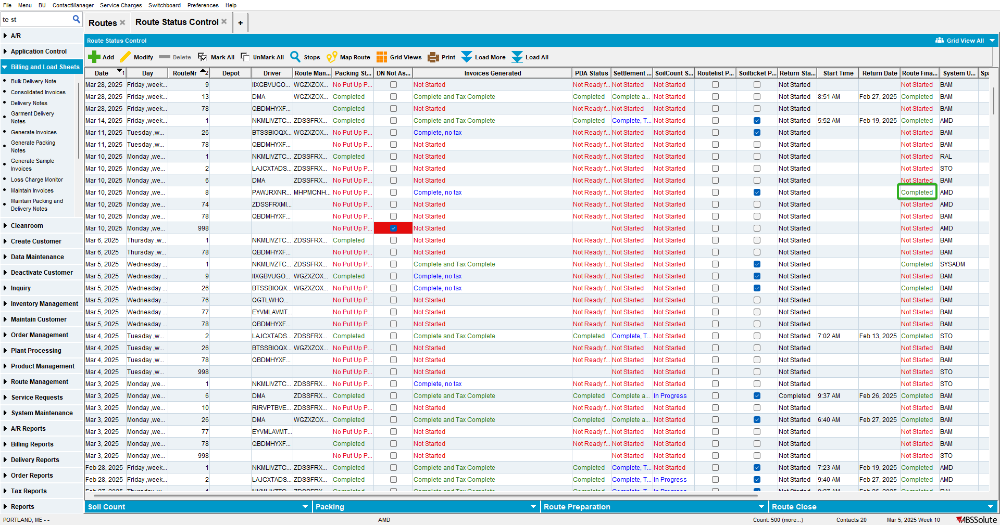 File Menu BU ContactManager Service Charges Switchboard Preferences Help
te st
Routes Route Status Control +
Route Status Control Grid View All
Add Modify Delete Mark All UnMark All Stops Map Route Grid Views Print Load More Load All
A/R
Application Control
Billing and Load Sheets
Bulk Delivery Note
Consolidated Invoices
Delivery Notes
Garment Delivery
Notes
Generate Invoices
Generate Packing
Notes
Generate Sample
Invoices
Loss Charge Monitor
Maintain Invoices
Maintain Packing and
Delivery Notes
Cleanroom
Create Customer
Data Maintenance
Deactivate Customer
Inquiry
Inventory Management
Maintain Customer
Order Management
Plant Processing
Product Management
Route Management
Service Requests
System Maintenance
A/R Reports
Billing Reports
Delivery Reports
Order Reports
Tax Reports
Reports
Date 1 Day RouteNr 2 Depot Driver Route Man... Packing St... DN Not As... Invoices Generated PDA Status Settlement ... SoilCount S... Routelist P... Soilticket P... Return Sta... Start Time Return Date Route Fina... System U... Spa
Mar 28, 2025 Friday ,week... 9 IIXGBVUGO... WGZXZOX... No Put Up P... Not Started Not Ready f... Not Started Not Started Not Started Not Started BAM
Mar 28, 2025 Friday ,week... 13 DMA WGZXZOX... Completed Complete and Tax Complete Completed Complete a... Not Started Not Started 8:51 AM Feb 27, 2025 Completed BAM
Mar 28, 2025 Friday ,week... 78 QBDMHYXF... Completed Not Started Not Ready f... Not Started Not Started Not Started Not Started BAM
Mar 14, 2025 Friday ,week... 1 NKMLIVZTC... ZDSSFRX... Completed Complete and Tax Complete Completed Complete, T... Not Started Not Started 5:52 AM Feb 19, 2025 Completed AMD
Mar 11, 2025 Tuesday ,w... 26 BTSSBIOQX... WGZXZOX... No Put Up P... Complete, no tax Not Ready f... Not Started Not Started Not Started Not Started BAM
Mar 11, 2025 Tuesday ,w... 78 QBDMHYXF... No Put Up P... Not Started Not Ready f... Not Started Not Started Not Started Not Started BAM
Mar 10, 2025 Monday ,we... 1 NKMLIVZTC... ZDSSFRX... Completed Not Started Not Ready f... Not Started Not Started Not Started Not Started RAL
Mar 10, 2025 Monday ,we... 2 LAJCXTADS... ZDSSFRX... No Put Up P... Not Started Not Ready f... Not Started Not Started Not Started Not Started STO
Mar 10, 2025 Monday ,we... 6 DMA ZDSSFRX... No Put Up P... Not Started Not Ready f... Not Started Not Started Not Started Not Started BAM
Mar 10, 2025 Monday ,we... 8 PAWJRXNR... MHPMCNH... No Put Up P... Complete, no tax Not Ready f... Not Started Not Started Not Started Completed AMD
Mar 10, 2025 Monday ,we... 74 ZDSSFRXMI... No Put Up P... Not Started Not Ready f... Not Started Not Started Not Started Not Started AMD
Mar 10, 2025 Monday ,we... 78 QBDMHYXF... No Put Up P... Not Started Not Ready f... Not Started Not Started Not Started Not Started BAM
Mar 10, 2025 Monday ,we... 998 No Put Up P... Not Started Not Started Not Started Not Started Not Started AMD
Mar 6, 2025 Thursday ,w... 1 NKMLIVZTC... ZDSSFRX... Completed Not Started Not Ready f... Not Started Not Started Not Started Not Started BAM
Mar 6, 2025 Thursday ,w... 78 QBDMHYXF... No Put Up P... Not Started Not Ready f... Not Started Not Started Not Started Not Started BAM
Mar 5, 2025 Wednesday ... 1 NKMLIVZTC... ZDSSFRX... No Put Up P... Complete and Tax Complete Not Ready f... Not Started Not Started Not Started Completed SYSADM
Mar 5, 2025 Wednesday ... 9 IIXGBVUGO... WGZXZOX... Completed Complete, no tax Not Ready f... Not Started Not Started Not Started Not Started BAM
Mar 5, 2025 Wednesday ... 26 BTSSBIOQX... WGZXZOX... No Put Up P... Complete, no tax Not Ready f... Not Started Not Started Not Started Completed BAM
Mar 5, 2025 Wednesday ... 76 QGTLWHO... No Put Up P... Not Started Not Ready f... Not Started Not Started Not Started Not Started BAM
Mar 5, 2025 Wednesday ... 77 EYVMLAVMT... No Put Up P... Not Started Not Ready f... Not Started Not Started Not Started Not Started BAM
Mar 5, 2025 Wednesday ... 78 QBDMHYXF... No Put Up P... Not Started Not Ready f... Not Started Not Started Not Started Not Started BAM
Mar 4, 2025 Tuesday ,w... 2 LAJCXTADS... ZDSSFRX... Completed Complete and Tax Complete Completed Complete, T... Not Started Not Started 7:02 AM Feb 13, 2025 Completed STO
Mar 4, 2025 Tuesday ,w... 26 BTSSBIOQX... WGZXZOX... No Put Up P... Not Started Not Ready f... Not Started Not Started Not Started Not Started BAM
Mar 4, 2025 Tuesday ,w... 78 QBDMHYXF... No Put Up P... Not Started Not Ready f... Not Started Not Started Not Started Not Started BAM
Mar 4, 2025 Tuesday ,w... 998 No Put Up P... Not Started Not Started Not Started Not Started Not Started STO
Mar 3, 2025 Monday ,we... 1 NKMLIVZTC... ZDSSFRX... No Put Up P... Complete, no tax Not Ready f... Not Started Not Started Not Started Not Started STO
Mar 3, 2025 Monday ,we... 6 DMA ZDSSFRX... Completed Complete and Tax Complete Completed Complete a... In Progress Completed 9:37 AM Feb 26, 2025 Completed BAM
Mar 3, 2025 Monday ,we... 10 RIRVPTBVE... ZDSSFRX... No Put Up P... Not Started Not Ready f... Not Started Not Started Not Started Not Started BAM
Mar 3, 2025 Monday ,we... 26 DMA WGZXZOX... Completed Complete and Tax Complete Completed Complete a... Not Started Not Started 6:40 AM Feb 27, 2025 Completed BAM
Mar 3, 2025 Monday ,we... 77 EYVMLAVMT... No Put Up P... Not Started Not Ready f... Not Started Not Started Not Started Not Started BAM
Mar 3, 2025 Monday ,we... 78 QBDMHYXF... Completed Not Started Not Ready f... Not Started Not Started Not Started Not Started BAM
Mar 3, 2025 Monday ,we... 998 No Put Up P... Not Started Not Started Not Started Not Started Not Started STO
Feb 28, 2025 Friday ,week... 1 NKMLIVZTC... ZDSSFRX... Completed Complete and Tax Complete Completed Complete, T... Not Started Not Started 7:23 AM Feb 19, 2025 Completed AMD
Feb 28, 2025 Friday ,week... 2 LAJCXTADS... ZDSSFRX... Completed Complete and Tax Complete Completed Complete, T... In Progress Not Started 9:40 AM Feb 27, 2025 Completed AMD
Feb 27, 2025 Thursday ,w... 1 NKMLIVZTC... ZDSSFRX... Completed Complete and Tax Complete Completed Complete, T... In Progress Not Started 8:27 AM Feb 26, 2025 Completed RAL
Soil Count Packing Route Preparation Route Close
PORTLAND, ME - - AMD Count: 500 (more...) Contacts 20 Mar 5, 2025 Week 10 ABSSolute